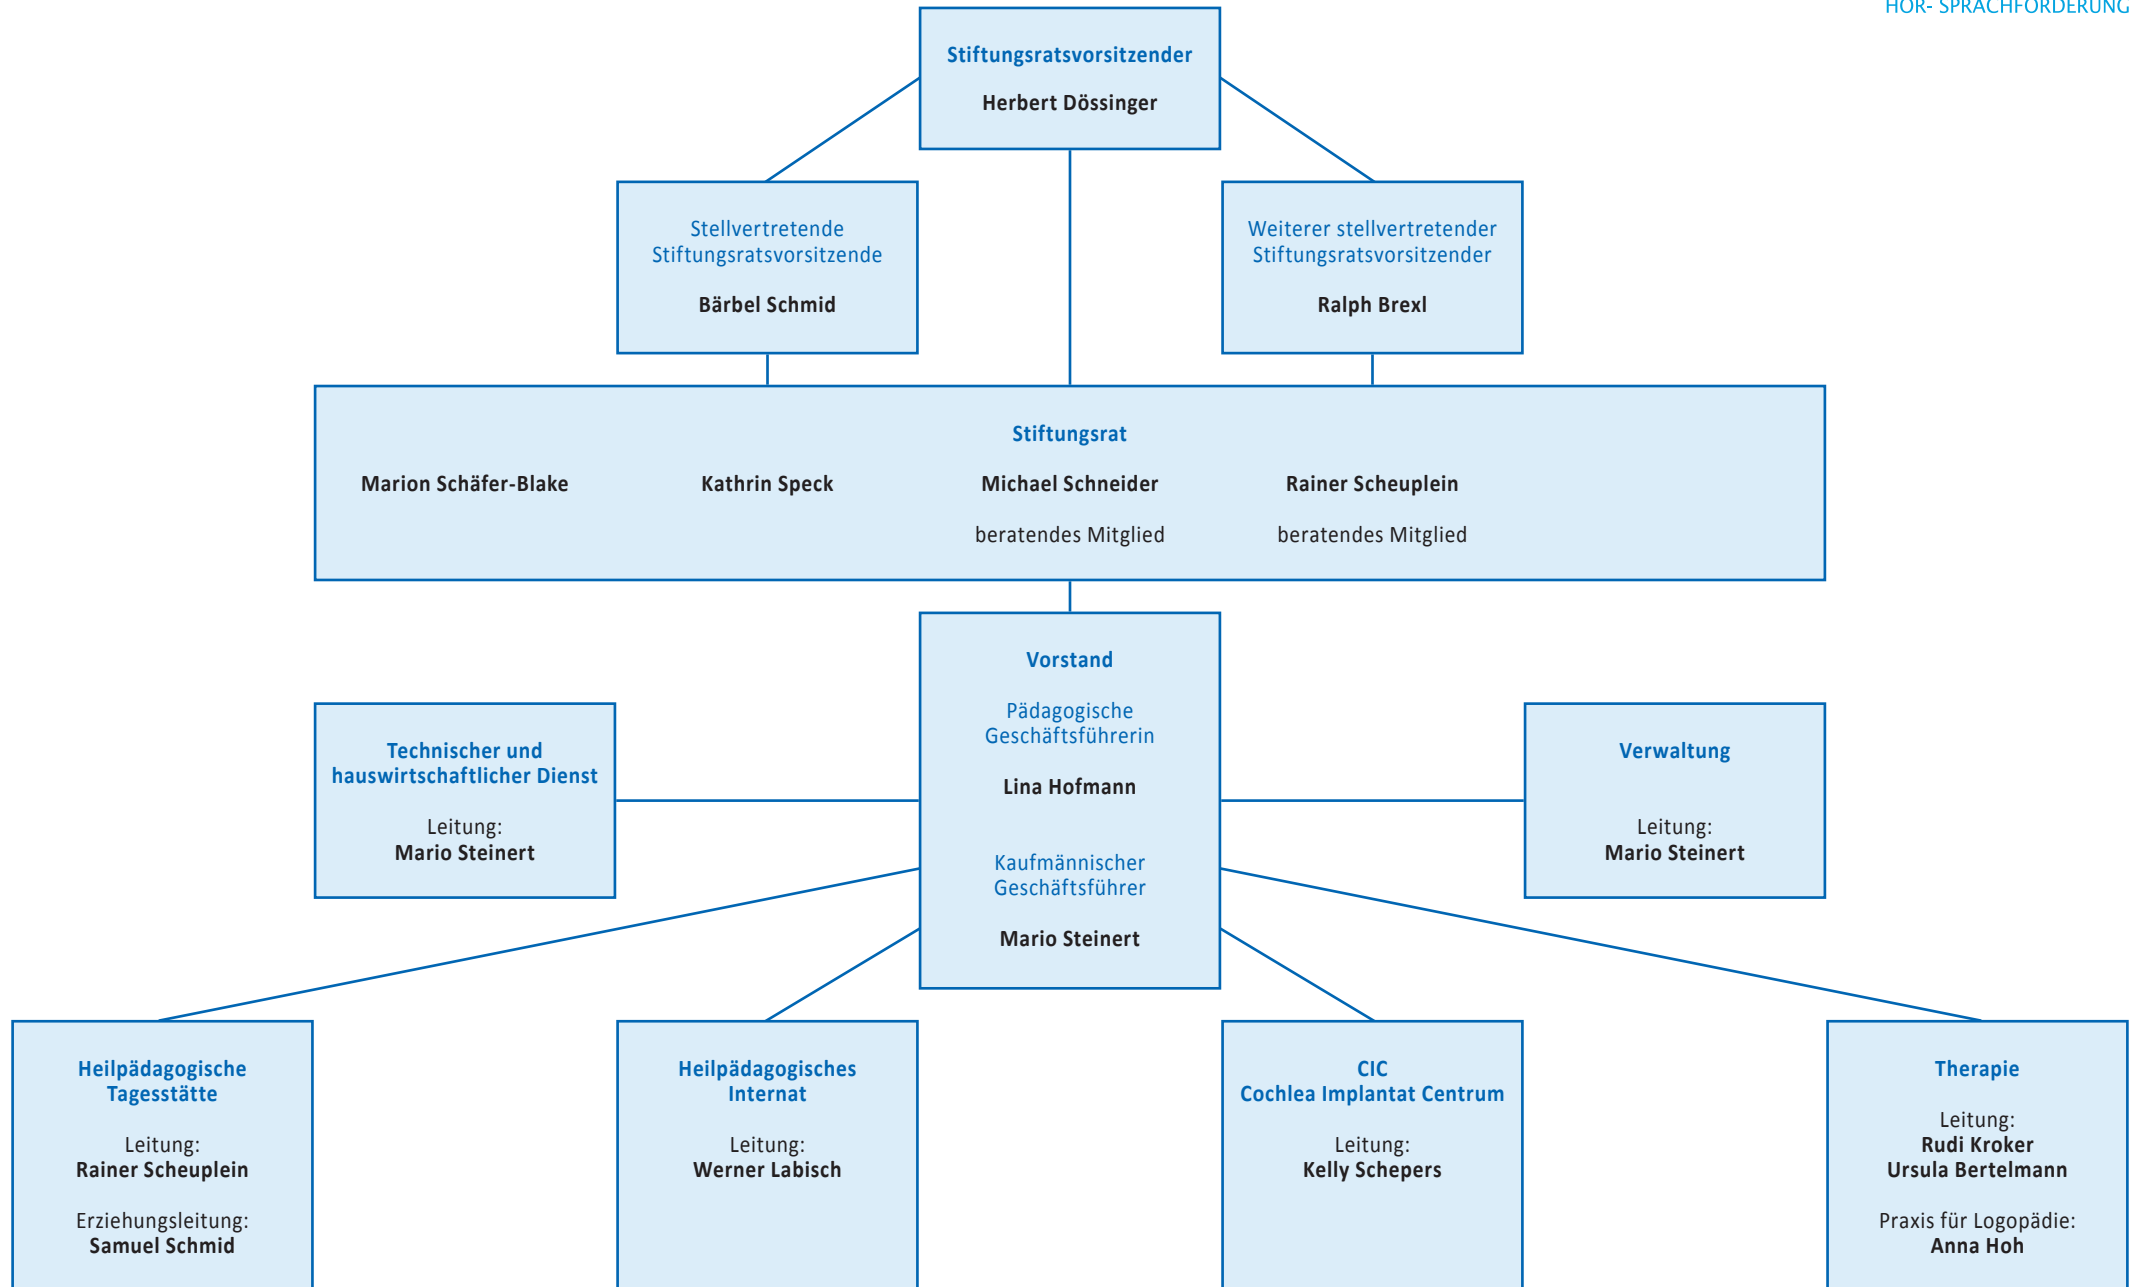 HÖR- SPRACHFÖRDERUNG
Stiftungsratsvorsitzender
Herbert Dössinger
Stellvertretende
Stiftungsratsvorsitzende
Bärbel Schmid
Weiterer stellvertretender
Stiftungsratsvorsitzender
Ralph Brexl
Stiftungsrat
Marion Schäfer-Blake
Kathrin Speck
Michael Schneider
beratendes Mitglied
Rainer Scheuplein
beratendes Mitglied
Vorstand
Pädagogische
Geschäftsführerin
Lina Hofmann
Kaufmännischer
Geschäftsführer
Mario Steinert
Technischer und
hauswirtschaftlicher Dienst
Leitung:
Mario Steinert
Verwaltung
Leitung:
Mario Steinert
Heilpädagogische
Tagesstätte
Leitung:
Rainer Scheuplein
Erziehungsleitung:
Samuel Schmid
Heilpädagogisches
Internat
Leitung:
Werner Labisch
CIC
Cochlea Implantat Centrum
Leitung:
Kelly Schepers
Therapie
Leitung:
Rudi Kroker
Ursula Bertelmann
Praxis für Logopädie:
Anna Hoh